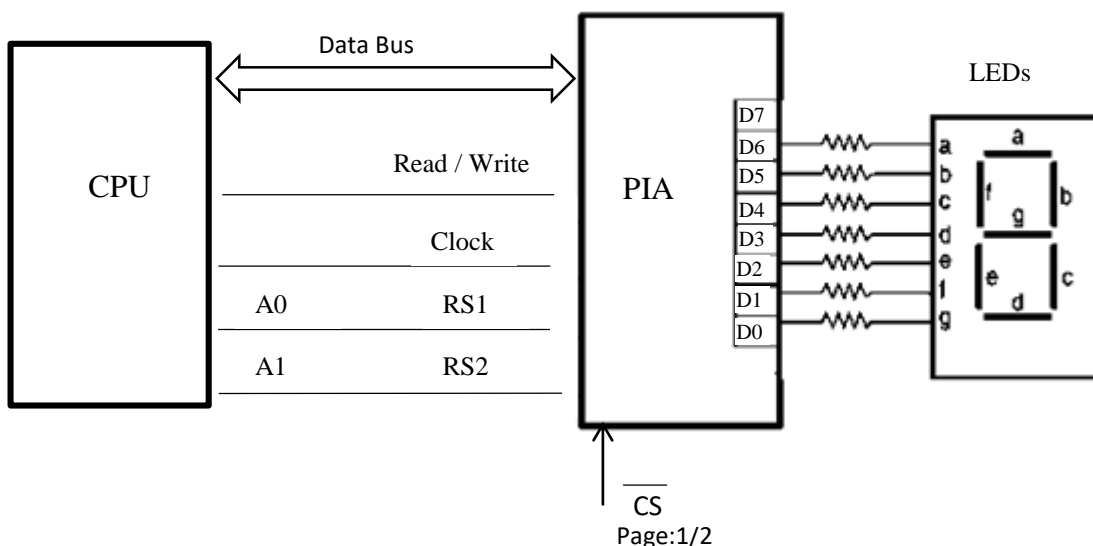 Data Bus
LEDs
CPU
Read / Write
Clock
A0 RS1
A1 RS2
PIA
D7
D6
D5
D4
D3
D2
D1
D0
a
b
c
d
e
f
g
a
f b
g
e c
d
CS
Page:1/2